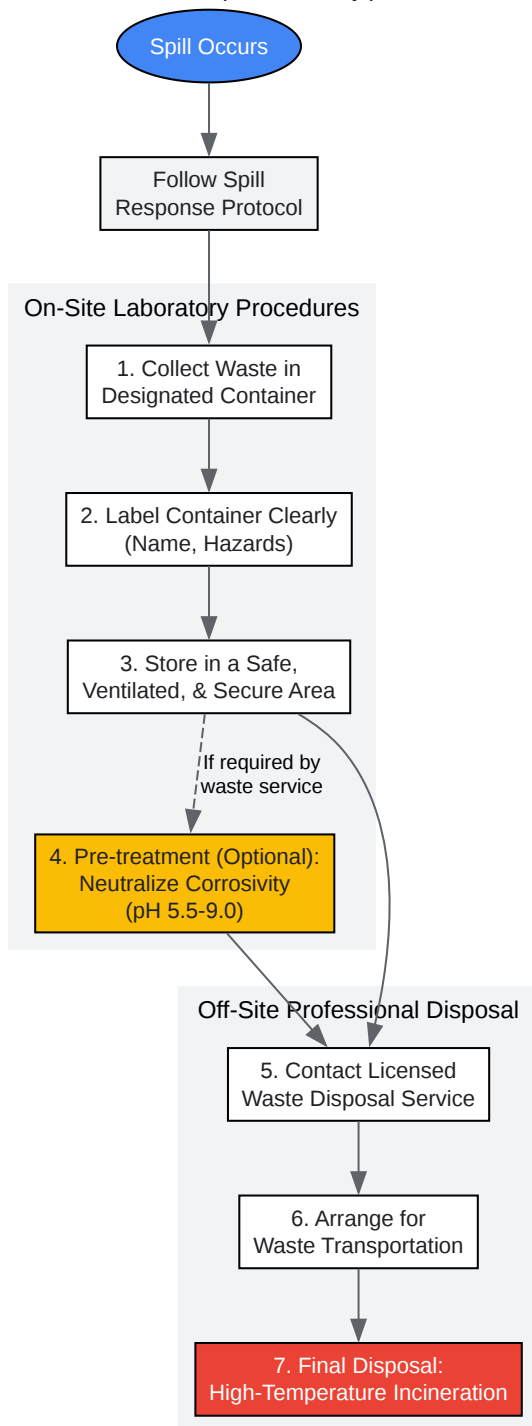 Spill Occurs
Follow Spill
Response Protocol
On-Site Laboratory Procedures
1. Collect Waste in
Designated Container
2. Label Container Clearly
(Name, Hazards)
3. Store in a Safe,
Ventilated, & Secure Area
If required by
waste service
4. Pre-treatment (Optional):
Neutralize Corrosivity
(pH 5.5-9.0)
Off-Site Professional Disposal
5. Contact Licensed
Waste Disposal Service
6. Arrange for
Waste Transportation
7. Final Disposal:
High-Temperature Incineration